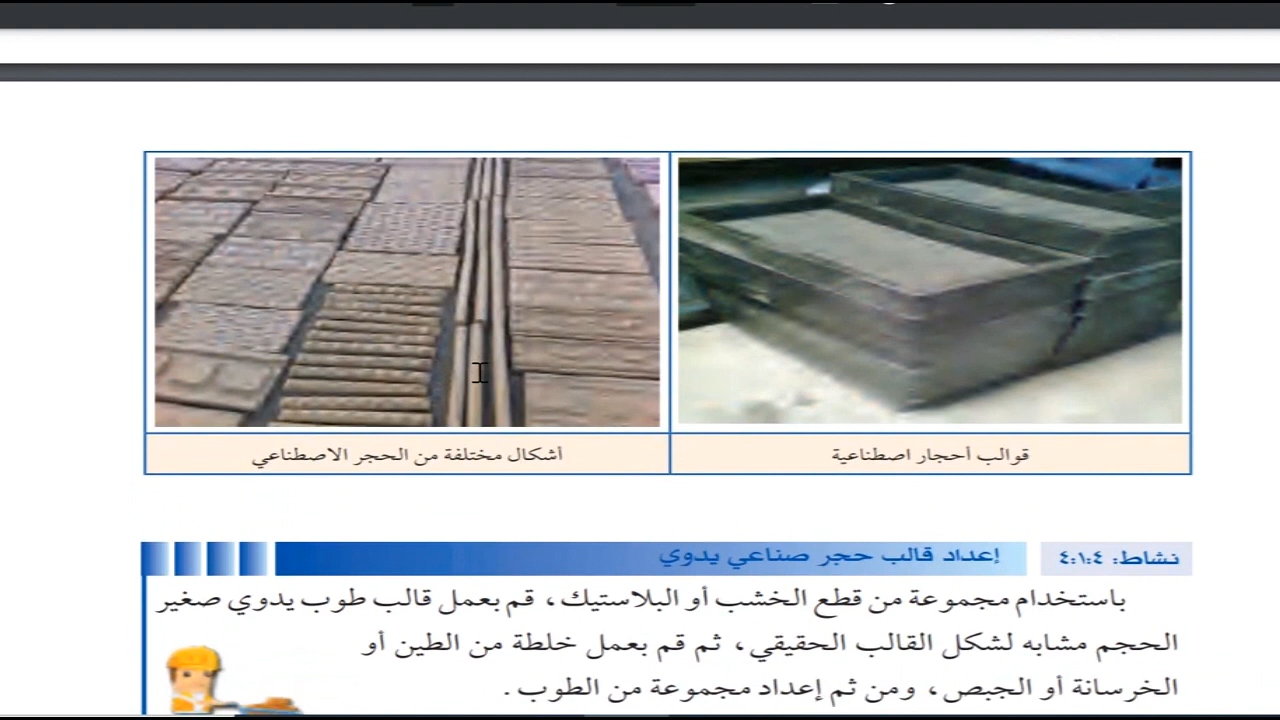 قوالب أحجار اصطناعية
أشكال مختلفة من الحجر الاصطناعي
نشاط: ٤:١:٤
إعداد قالب حجر صناعي يدوي
باستخدام مجموعة من قطع الخشب أو البلاستيك، قم بعمل قالب طوب يدوي صغير
الحجم مشابه لشكل القالب الحقيقي، ثم قم بعمل خلطة من الطين أو
الخرسانة أو الجبص، ومن ثم إعداد مجموعة من الطوب.